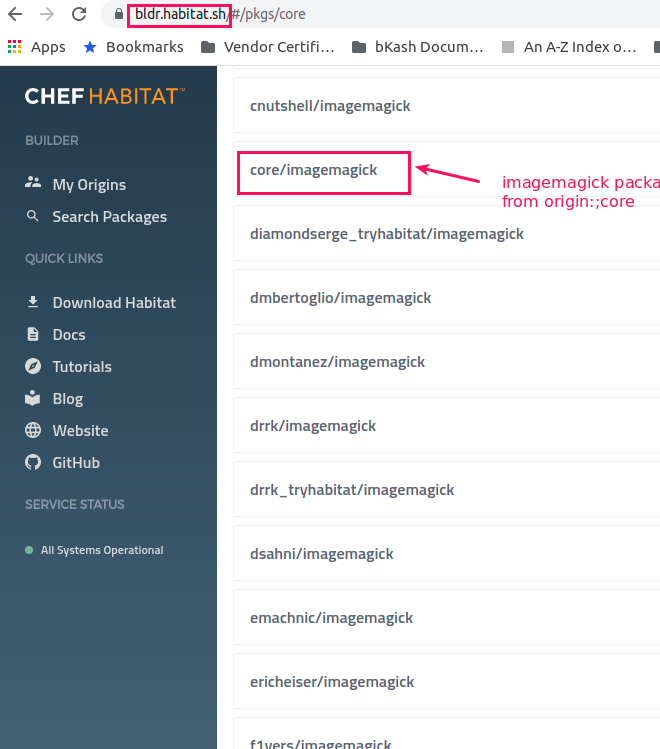 bldr.habitat.sh/#/pkgs/core
Apps Bookmarks Vendor Certifi... bKash Docum... An A-Z Index o...
CHEF HABITAT™
BUILDER
My Origins
Search Packages
QUICK LINKS
Download Habitat
Docs
Tutorials
Blog
Website
GitHub
SERVICE STATUS
All Systems Operational
cnutshell/imagemagick
core/imagemagick
imagemagick packa
from origin:;core
diamondserge_tryhabitat/imagemagick
dmbertoglio/imagemagick
dmontanez/imagemagick
drrk/imagemagick
drrk_tryhabitat/imagemagick
dsahni/imagemagick
emachnic/imagemagick
ericheiser/imagemagick
f1yers/imagemagick